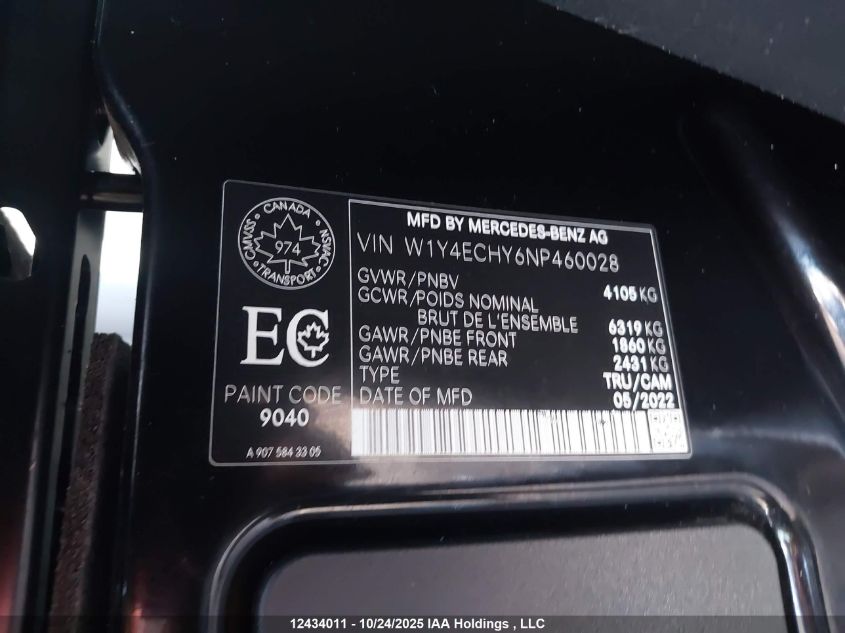 CANADA
CMVSS NSVAC
974
TRANSPORT
EC
PAINT CODE
9040
A 907 584 33 05
MFD BY MERCEDES-BENZ AG
VIN W1Y4ECHY6NP460028
GVWR/PNBV 4105 KG
GCWR/POIDS NOMINAL
BRUT DE L'ENSEMBLE 6319 KG
GAWR/PNBE FRONT 1860 KG
GAWR/PNBE REAR 2431 KG
TYPE TRU/CAM
DATE OF MFD 05/2022
12434011 - 10/24/2025 IAA Holdings , LLC